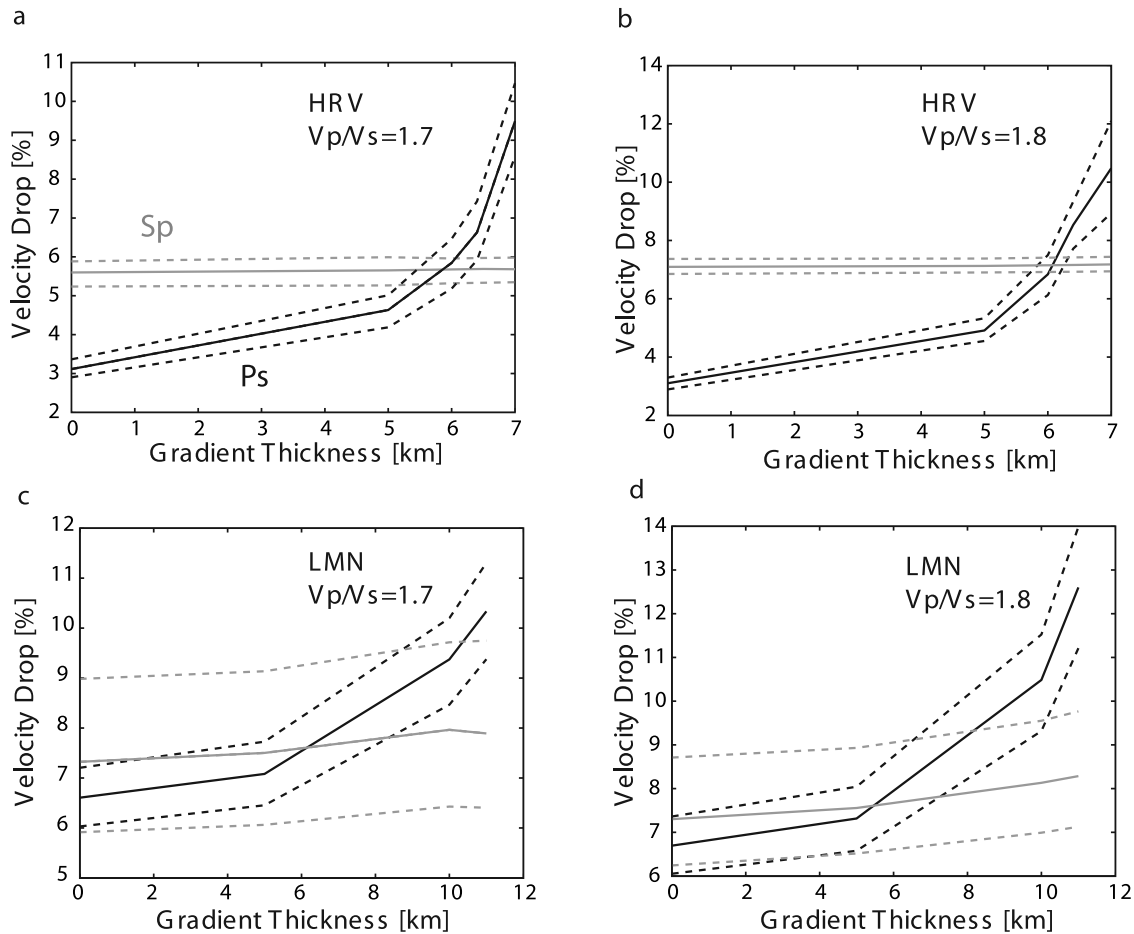 a
11
10
9
8
7
6
5
4
3
2
0 1 2 3 4 5 6 7
Velocity Drop [%]
Gradient Thickness [km]
HRV
Vp/Vs=1.7
Sp
Ps
b
14
12
10
8
6
4
2
0 1 2 3 4 5 6 7
Velocity Drop [%]
Gradient Thickness [km]
HRV
Vp/Vs=1.8
c
12
11
10
9
8
7
6
5
0 2 4 6 8 10 12
Velocity Drop [%]
Gradient Thickness [km]
LMN
Vp/Vs=1.7
d
14
13
12
11
10
9
8
7
6
0 2 4 6 8 10 12
Velocity Drop [%]
Gradient Thickness [km]
LMN
Vp/Vs=1.8